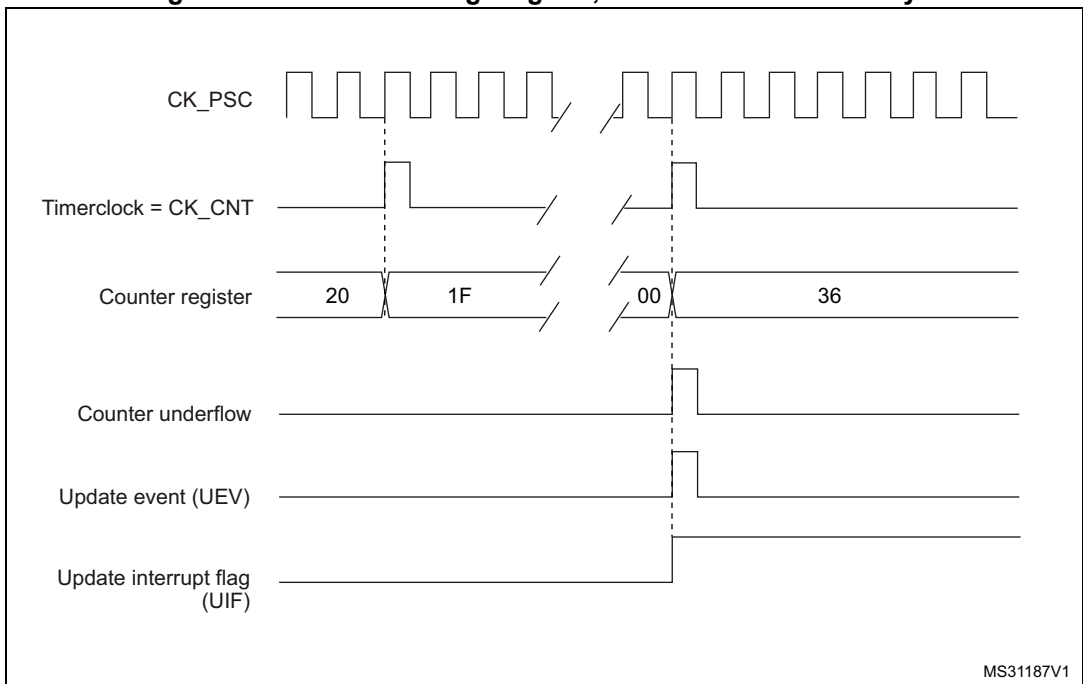 CK_PSC
Timerclock = CK_CNT
Counter register 20 1F 00 36
Counter underflow
Update event (UEV)
Update interrupt flag
(UIF)
MS31187V1